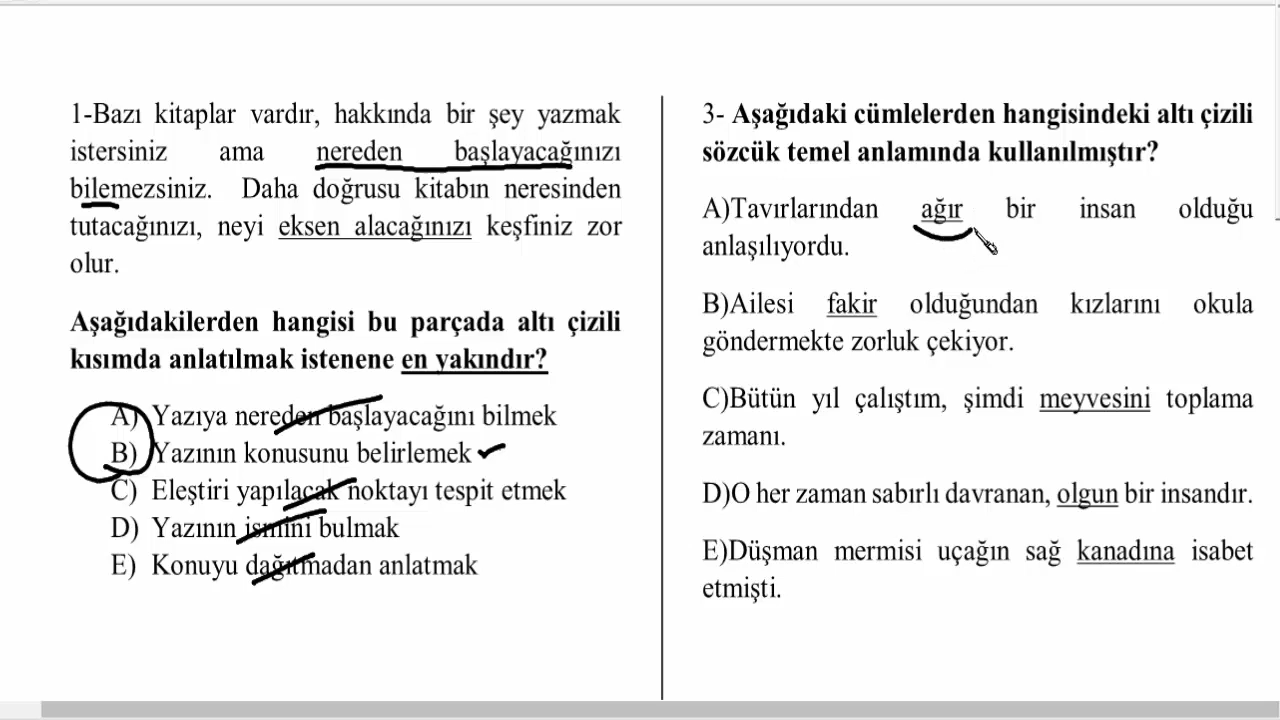 1-Bazı kitaplar vardır, hakkında bir şey yazmak
istersiniz ama nereden başlayacağınızı
bilemezsiniz. Daha doğrusu kitabın neresinden
tutacağınızı, neyi eksen alacağınızı keşfiniz zor
olur.
Aşağıdakilerden hangisi bu parçada altı çizili
kısımda anlatılmak istenene en yakındır?
A) Yazıya nereden başlayacağını bilmek
B) Yazının konusunu belirlemek
C) Eleştiri yapılacak noktayı tespit etmek
D) Yazının ismini bulmak
E) Konuyu dağıtmadan anlatmak
3- Aşağıdaki cümlelerden hangisindeki altı çizili
sözcük temel anlamında kullanılmıştır?
A)Tavırlarından ağır bir insan olduğu
anlaşılıyordu.
B)Ailesi fakir olduğundan kızlarını okula
göndermekte zorluk çekiyor.
C)Bütün yıl çalıştım, şimdi meyvesini toplama
zamanı.
D)O her zaman sabırlı davranan, olgun bir insandır.
E)Düşman mermisi uçağın sağ kanadına isabet
etmişti.